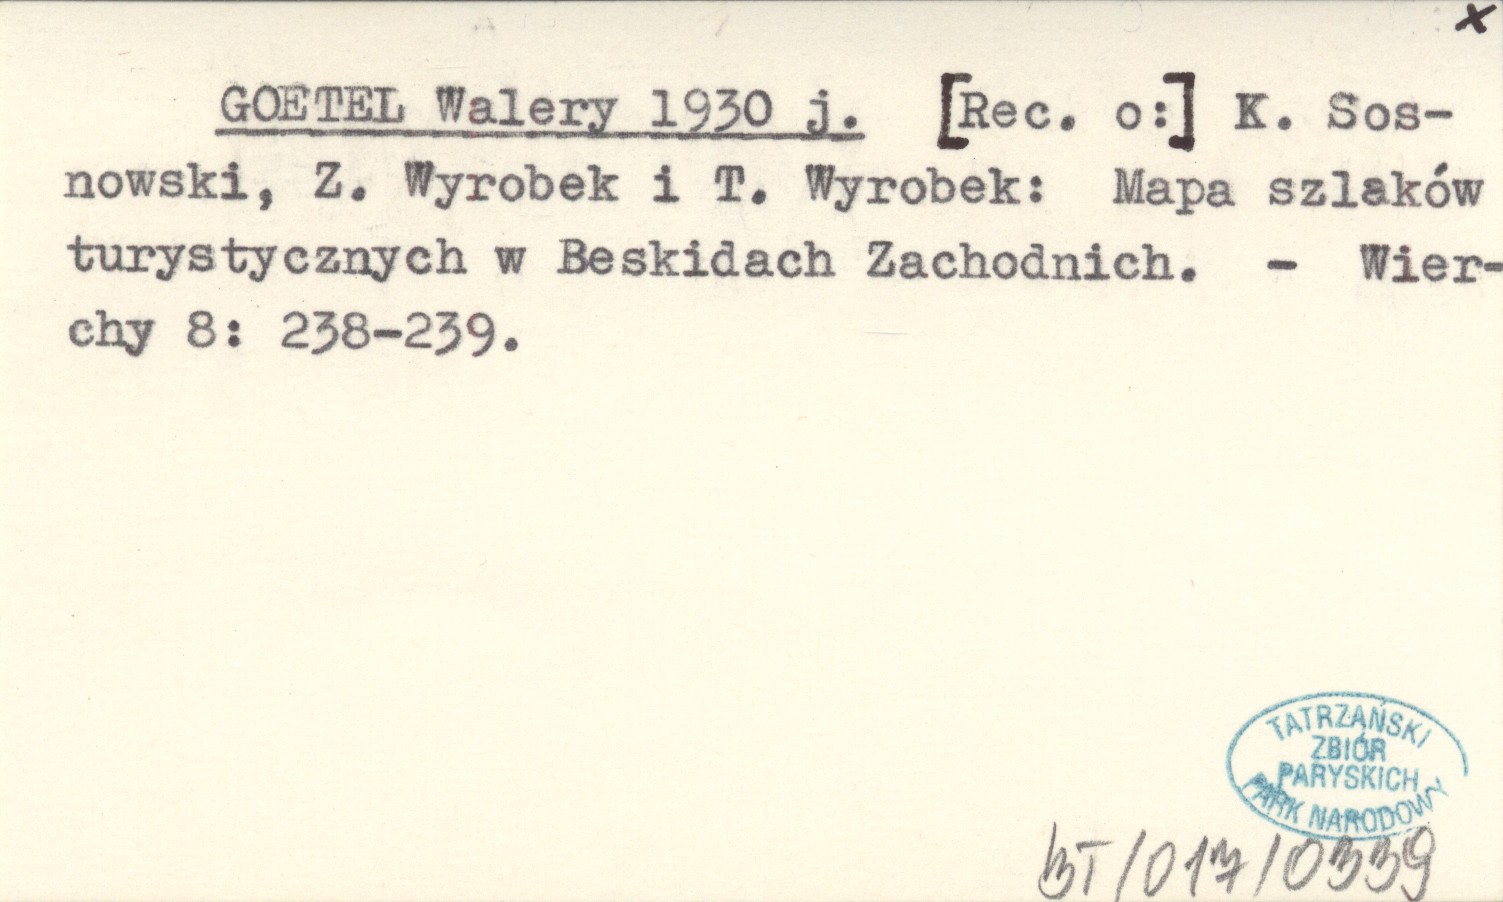 x
GOETEL Walery 1930 j. [Rec. o:] K. Sos-
nowski, Z. Wyrobek i T. Wyrobek: Mapa szlaków
turystycznych w Beskidach Zachodnich. - Wier-
chy 8: 238-239.
TATRZAŃSKI
ZBIÓR
PARYSKICH
PARK NARODOWY
BT/017/0339